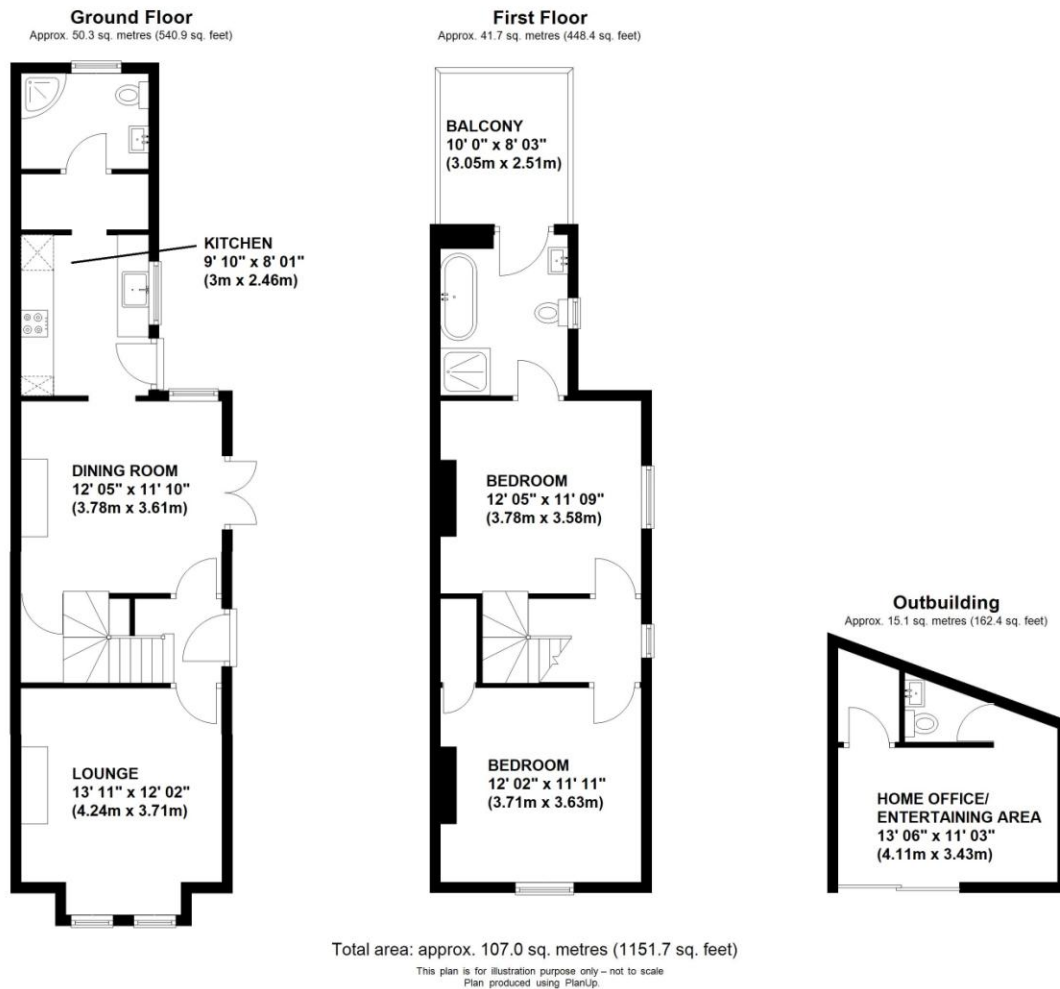 Ground Floor
Approx. 50.3 sq. metres (540.9 sq. feet)
KITCHEN
9' 10" x 8' 01"
(3m x 2.46m)
DINING ROOM
12' 05" x 11' 10"
(3.78m x 3.61m)
LOUNGE
13' 11" x 12' 02"
(4.24m x 3.71m)
First Floor
Approx. 41.7 sq. metres (448.4 sq. feet)
BALCONY
10' 0" x 8' 03"
(3.05m x 2.51m)
BEDROOM
12' 05" x 11' 09"
(3.78m x 3.58m)
BEDROOM
12' 02" x 11' 11"
(3.71m x 3.63m)
Outbuilding
Approx. 15.1 sq. metres (162.4 sq. feet)
HOME OFFICE/
ENTERTAINING AREA
13' 06" x 11' 03"
(4.11m x 3.43m)
Total area: approx. 107.0 sq. metres (1151.7 sq. feet)
This plan is for illustration purpose only – not to scale
Plan produced using PlanUp.